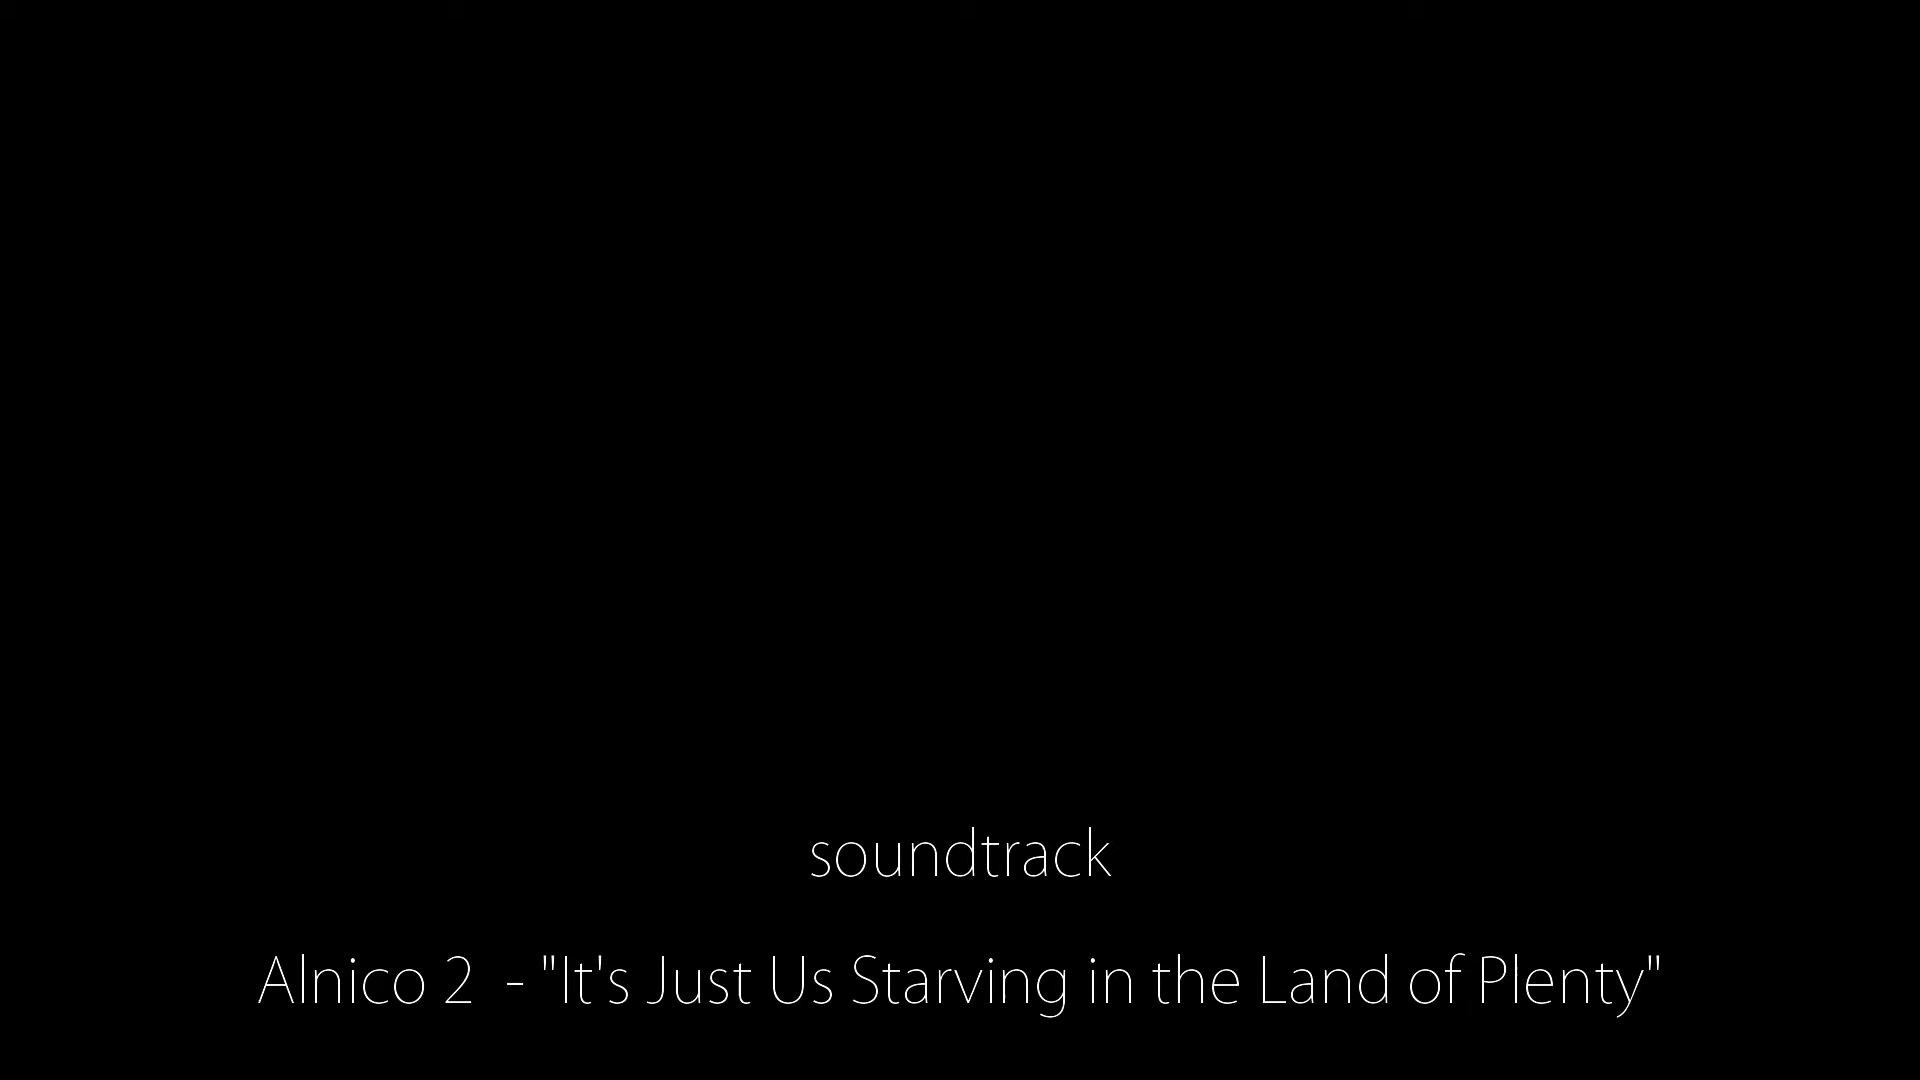 soundtrack
Alnico 2  - "It's Just Us Starving in the Land of Plenty"